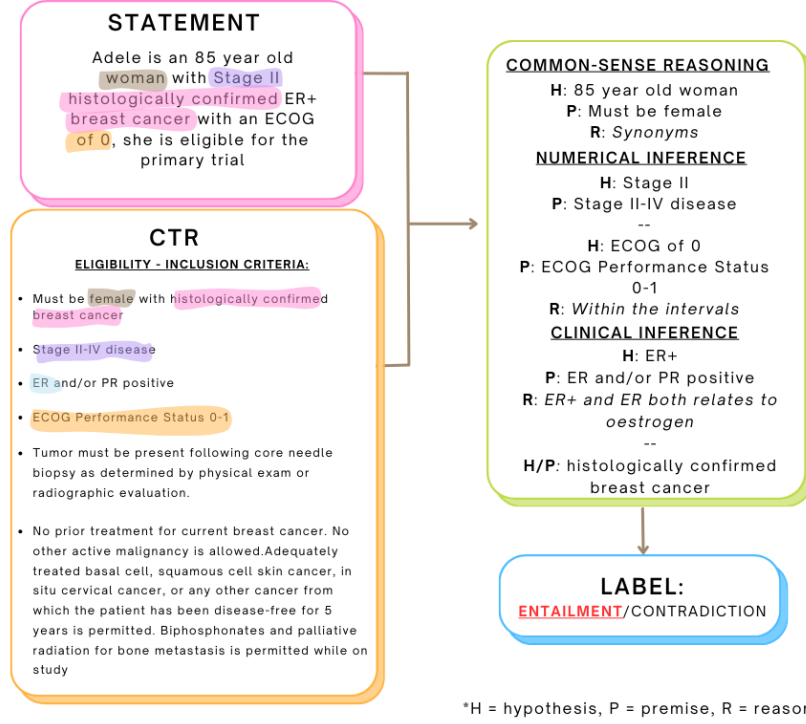 STATEMENT
Adele is an 85 year old
woman with Stage II
histologically confirmed ER+
breast cancer with an ECOG
of 0, she is eligible for the
primary trial
CTR
ELIGIBILITY - INCLUSION CRITERIA:
• Must be female with histologically confirmed
breast cancer
• Stage II-IV disease
• ER and/or PR positive
• ECOG Performance Status 0-1
• Tumor must be present following core needle
biopsy as determined by physical exam or
radiographic evaluation.
• No prior treatment for current breast cancer. No
other active malignancy is allowed.Adequately
treated basal cell, squamous cell skin cancer, in
situ cervical cancer, or any other cancer from
which the patient has been disease-free for 5
years is permitted. Biphosphonates and palliative
radiation for bone metastasis is permitted while on
study
COMMON-SENSE REASONING
H: 85 year old woman
P: Must be female
R: Synonyms
NUMERICAL INFERENCE
H: Stage II
P: Stage II-IV disease
--
H: ECOG of 0
P: ECOG Performance Status
0-1
R: Within the intervals
CLINICAL INFERENCE
H: ER+
P: ER and/or PR positive
R: ER+ and ER both relates to
oestrogen
--
H/P: histologically confirmed
breast cancer
LABEL:
ENTAILMENT/CONTRADICTION
*H = hypothesis, P = premise, R = reason